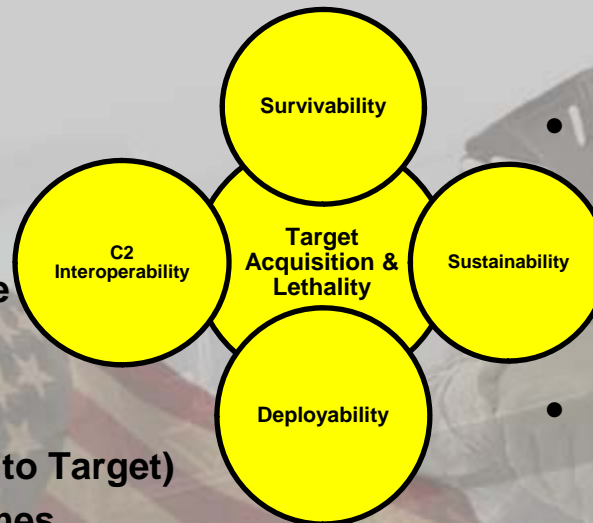 Survivability
C2
Interoperability
Target
Acquisition &
Lethality
Sustainability
Deployability
to Target)